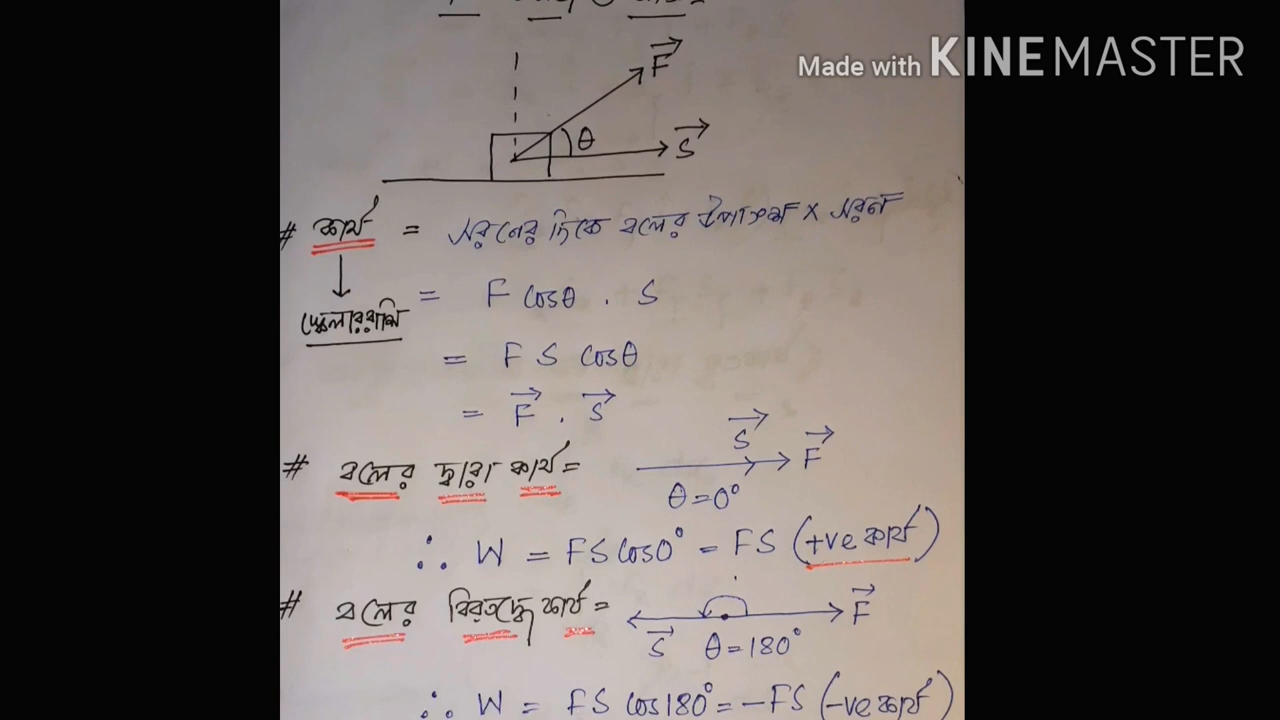 Made with KINEMASTER
F
θ
S
# কার্য = সরণের দিকে বলের উপাংশ × সরণ
= F cosθ . S
স্কেলাররাশি
= F S cosθ
= F . S
S
# বলের দ্বারা কার্য = F
θ = 0°
∴ W = FS cos0° = FS (+ve কার্য)
# বলের বিরুদ্ধে কার্য = F
S θ = 180°
∴ W = FS cos180° = -FS (-ve কার্য)